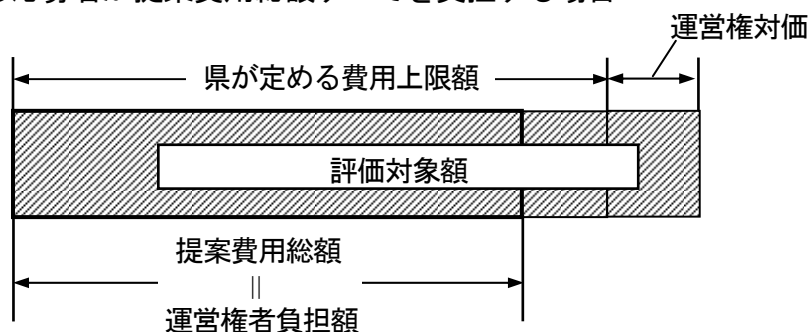 運営権対価
県が定める費用上限額
評価対象額
提案費用総額
||
運営権者負担額